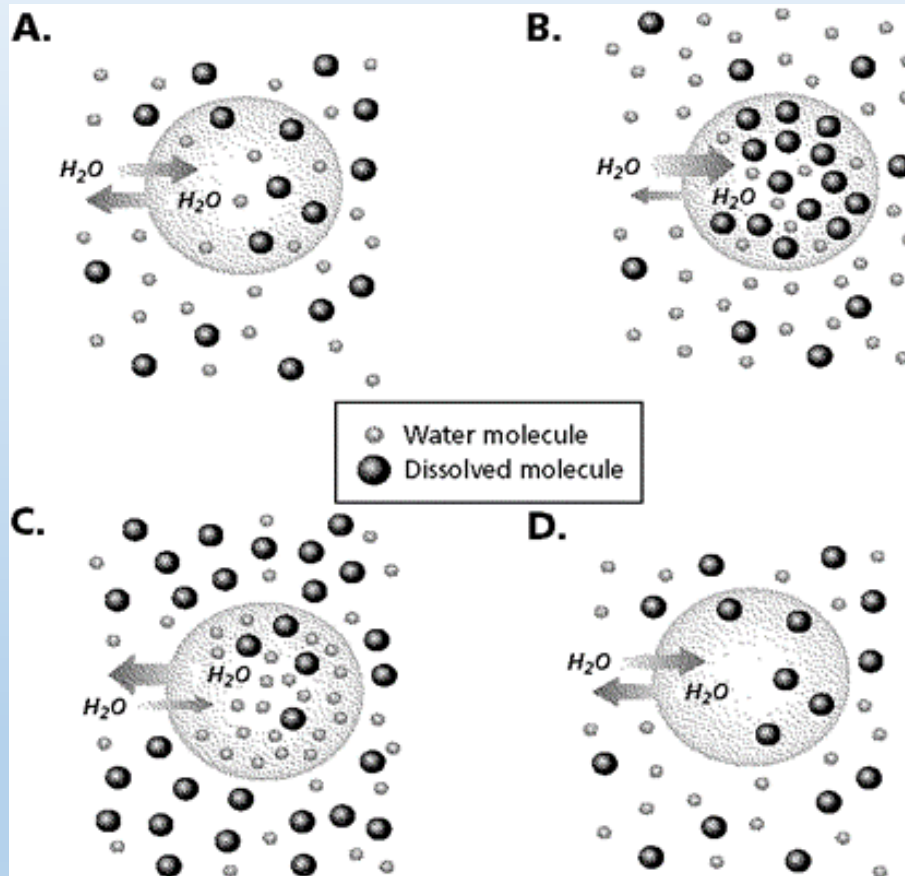 A.
B.
H₂O
H₂O
H₂O
H₂O
Water molecule
Dissolved molecule
C.
D.
H₂O
H₂O
H₂O
H₂O